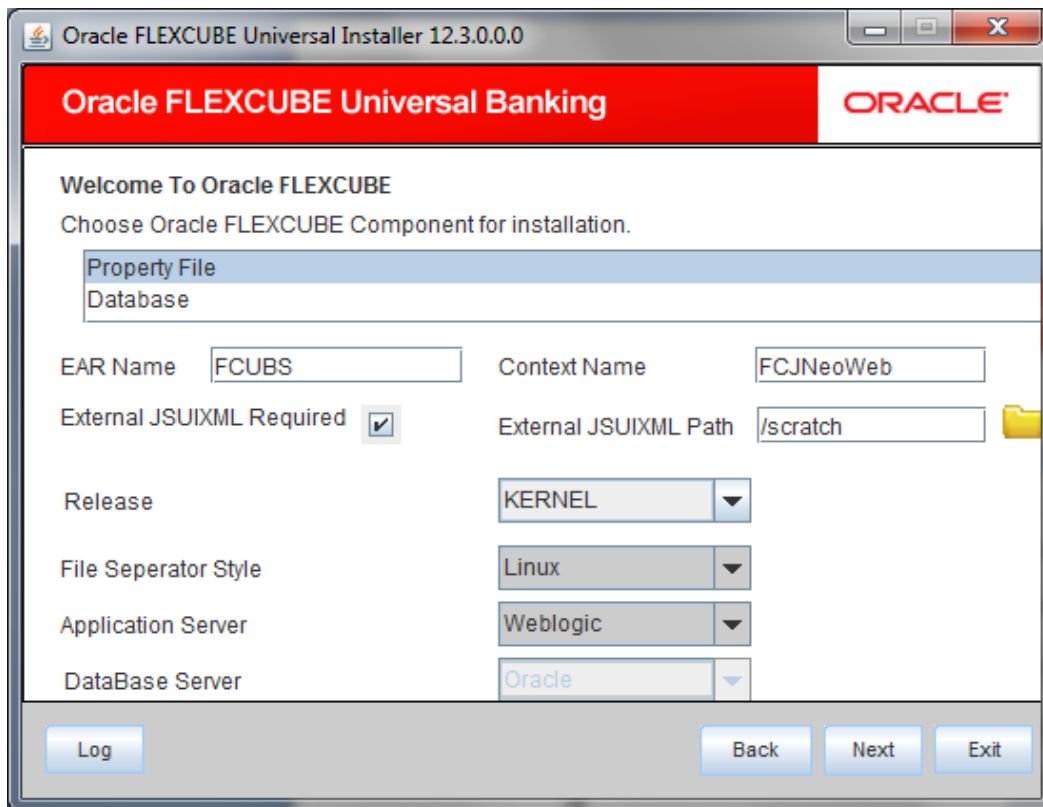 Oracle FLEXCUBE Universal Installer 12.3.0.0.0
Oracle FLEXCUBE Universal Banking
ORACLE
Welcome To Oracle FLEXCUBE
Choose Oracle FLEXCUBE Component for installation.
Property File
Database
EAR Name FCUBS Context Name FCJNeoWeb
External JSUIXML Required External JSUIXML Path /scratch
Release KERNEL
File Seperator Style Linux
Application Server Weblogic
DataBase Server Oracle
Log Back Next Exit